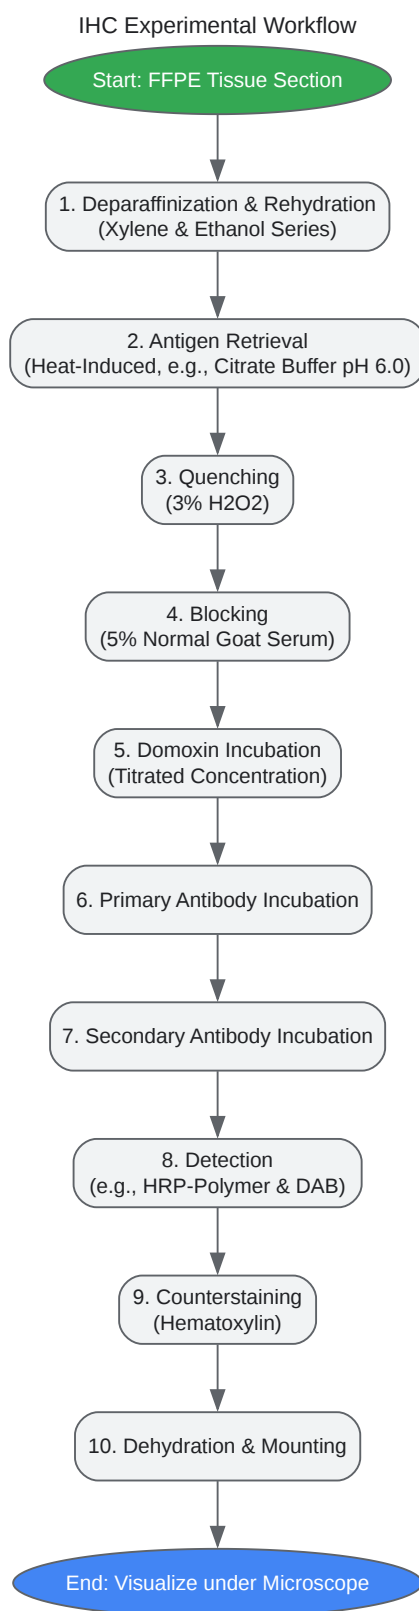 IHC Experimental Workflow
Start: FFPE Tissue Section
1. Deparaffinization & Rehydration
(Xylene & Ethanol Series)
2. Antigen Retrieval
(Heat-Induced, e.g., Citrate Buffer pH 6.0)
3. Quenching
(3% H2O2)
4. Blocking
(5% Normal Goat Serum)
5. Domoxin Incubation
(Titrated Concentration)
6. Primary Antibody Incubation
7. Secondary Antibody Incubation
8. Detection
(e.g., HRP-Polymer & DAB)
9. Counterstaining
(Hematoxylin)
10. Dehydration & Mounting
End: Visualize under Microscope